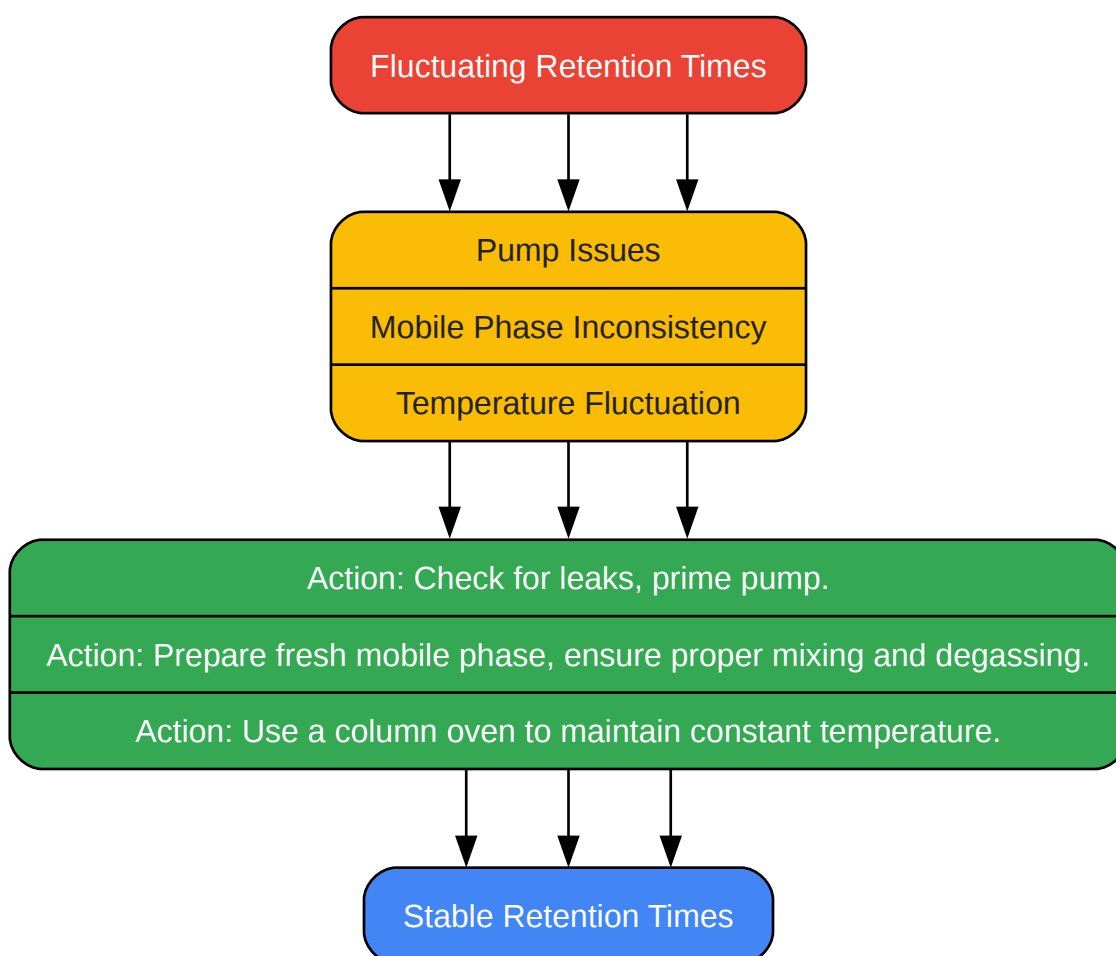 Fluctuating Retention Times
Pump Issues
Mobile Phase Inconsistency
Temperature Fluctuation
Action: Check for leaks, prime pump.
Action: Prepare fresh mobile phase, ensure proper mixing and degassing.
Action: Use a column oven to maintain constant temperature.
Stable Retention Times